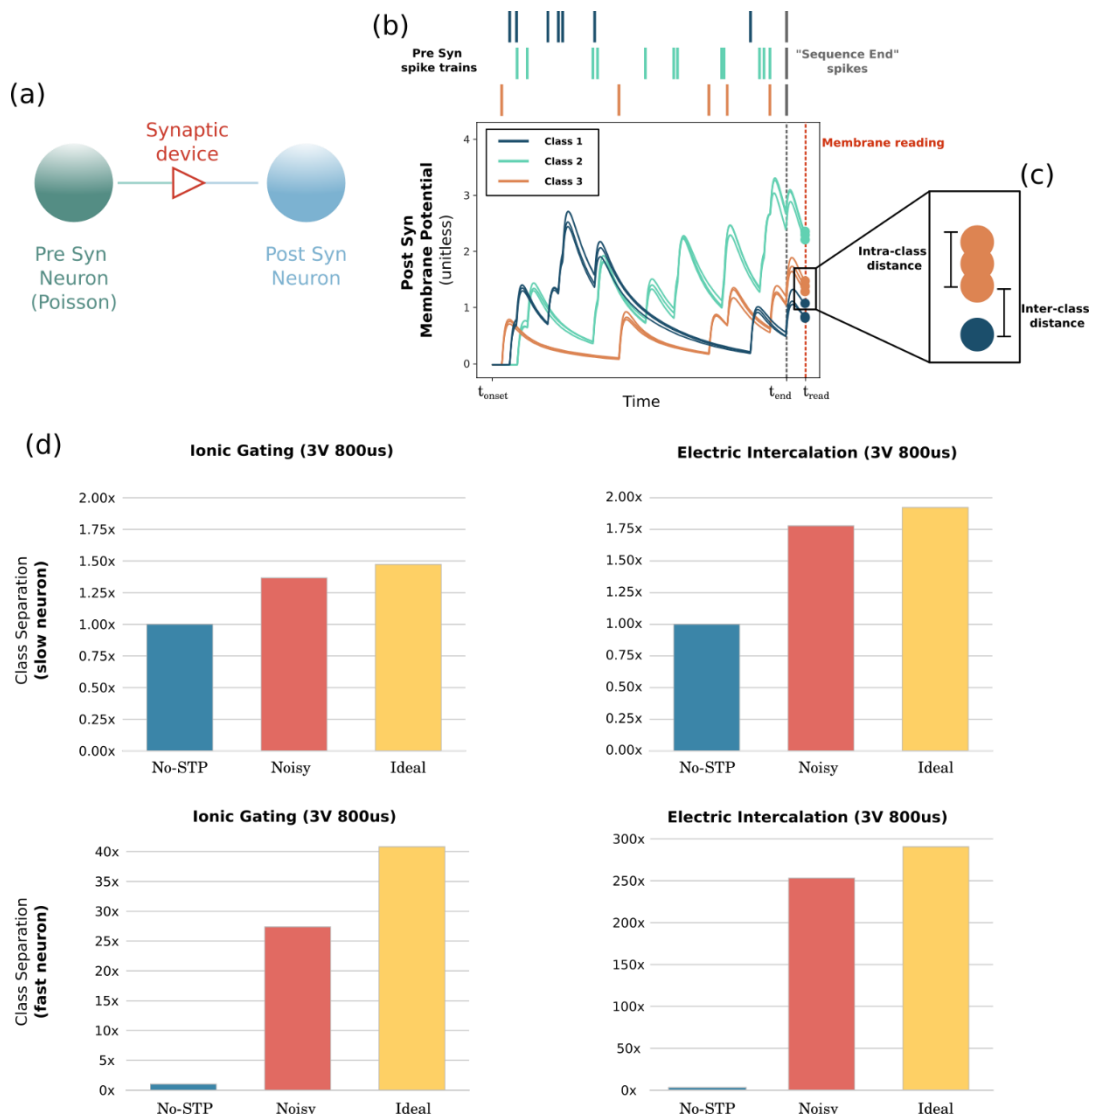 (a)
Synaptic
device
Pre Syn
Neuron
(Poisson)
Post Syn
Neuron
(b)
Pre Syn
spike trains
"Sequence End"
spikes
Post Syn
Membrane Potential
(unitless)
4
3
2
1
0
Class 1
Class 2
Class 3
Membrane reading
tonset
Time
tend
tread
(c)
Intra-class
distance
Inter-class
distance
(d)
Ionic Gating (3V 800us)
Class Separation
(slow neuron)
2.00x
1.75x
1.50x
1.25x
1.00x
0.75x
0.50x
0.25x
0.00x
No-STP Noisy Ideal
Electric Intercalation (3V 800us)
2.00x
1.75x
1.50x
1.25x
1.00x
0.75x
0.50x
0.25x
0.00x
No-STP Noisy Ideal
Ionic Gating (3V 800us)
Class Separation
(fast neuron)
40x
35x
30x
25x
20x
15x
10x
5x
0x
No-STP Noisy Ideal
Electric Intercalation (3V 800us)
300x
250x
200x
150x
100x
50x
0x
No-STP Noisy Ideal